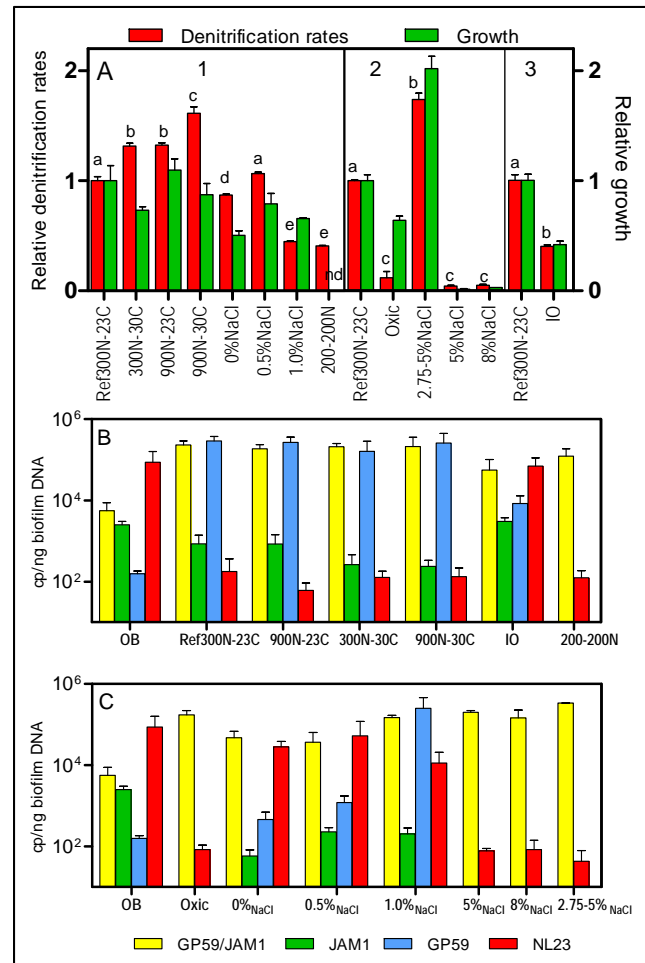 Denitrification rates Growth
A 1 2 3
Relative denitrification rates
Relative growth
2 2
1 1
0 0
a b b c d a e e nd
a c b c c
a b
Ref300N-23C 300N-30C 900N-23C 900N-30C 0%NaCl 0.5%NaCl 1.0%NaCl 200-200N
Ref300N-23C Oxic 2.75-5%NaCl 5%NaCl 8%NaCl
Ref300N-23C IO
B
cp/ng biofilm DNA
10^6
10^4
10^2
OB Ref300N-23C 900N-23C 300N-30C 900N-30C IO 200-200N
C
cp/ng biofilm DNA
10^6
10^4
10^2
OB Oxic 0%NaCl 0.5%NaCl 1.0%NaCl 5%NaCl 8%NaCl 2.75-5%NaCl
GP59/JAM1 JAM1 GP59 NL23